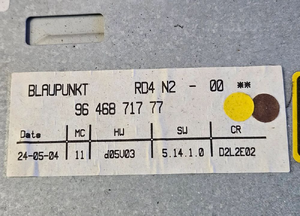 BLAUPUNKT RD4 N2 - 00 **
96 468 717 77
Date MC HW SW CR
24-05-04 11 d05V03 5.14.1.0 D2L2E02